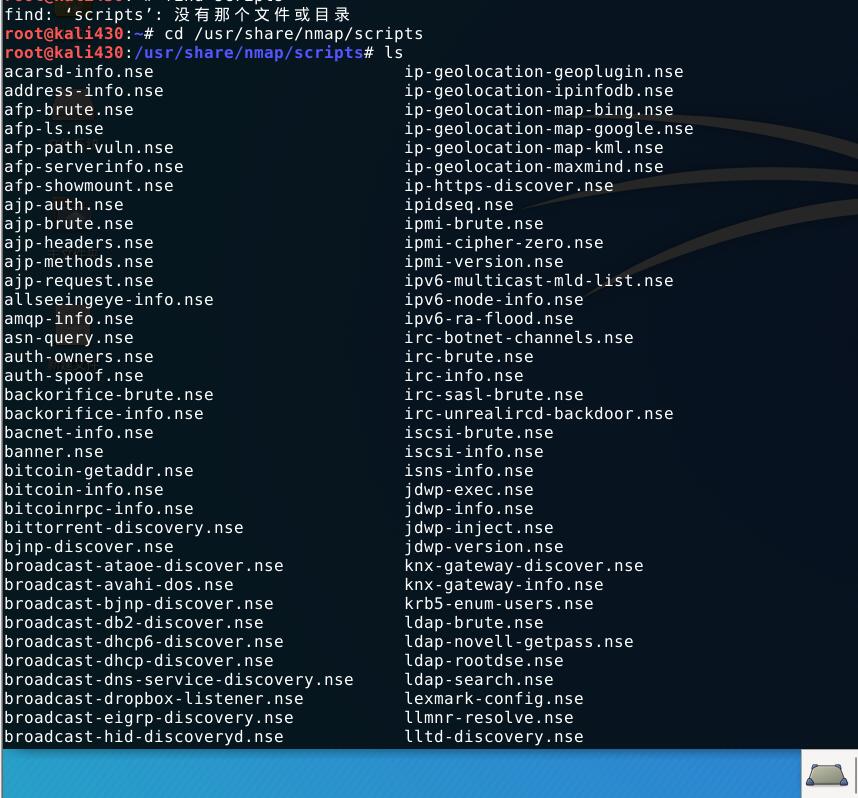 find: ‘scripts’: 没有那个文件或目录
root@kali430:~# cd /usr/share/nmap/scripts
root@kali430:/usr/share/nmap/scripts# ls
acarsd-info.nse ip-geolocation-geoplugin.nse
address-info.nse ip-geolocation-ipinfodb.nse
afp-brute.nse ip-geolocation-map-bing.nse
afp-ls.nse ip-geolocation-map-google.nse
afp-path-vuln.nse ip-geolocation-map-kml.nse
afp-serverinfo.nse ip-geolocation-maxmind.nse
afp-showmount.nse ip-https-discover.nse
ajp-auth.nse ipidseq.nse
ajp-brute.nse ipmi-brute.nse
ajp-headers.nse ipmi-cipher-zero.nse
ajp-methods.nse ipmi-version.nse
ajp-request.nse ipv6-multicast-mld-list.nse
allseeingeye-info.nse ipv6-node-info.nse
amqp-info.nse ipv6-ra-flood.nse
asn-query.nse irc-botnet-channels.nse
auth-owners.nse irc-brute.nse
auth-spoof.nse irc-info.nse
backorifice-brute.nse irc-sasl-brute.nse
backorifice-info.nse irc-unrealircd-backdoor.nse
bacnet-info.nse iscsi-brute.nse
banner.nse iscsi-info.nse
bitcoin-getaddr.nse isns-info.nse
bitcoin-info.nse jdwp-exec.nse
bitcoinrpc-info.nse jdwp-info.nse
bittorrent-discovery.nse jdwp-inject.nse
bjnp-discover.nse jdwp-version.nse
broadcast-ataoe-discover.nse knx-gateway-discover.nse
broadcast-avahi-dos.nse knx-gateway-info.nse
broadcast-bjnp-discover.nse krb5-enum-users.nse
broadcast-db2-discover.nse ldap-brute.nse
broadcast-dhcp6-discover.nse ldap-novell-getpass.nse
broadcast-dhcp-discover.nse ldap-rootdse.nse
broadcast-dns-service-discovery.nse ldap-search.nse
broadcast-dropbox-listener.nse lexmark-config.nse
broadcast-eigrp-discovery.nse llmnr-resolve.nse
broadcast-hid-discoveryd.nse lltd-discovery.nse